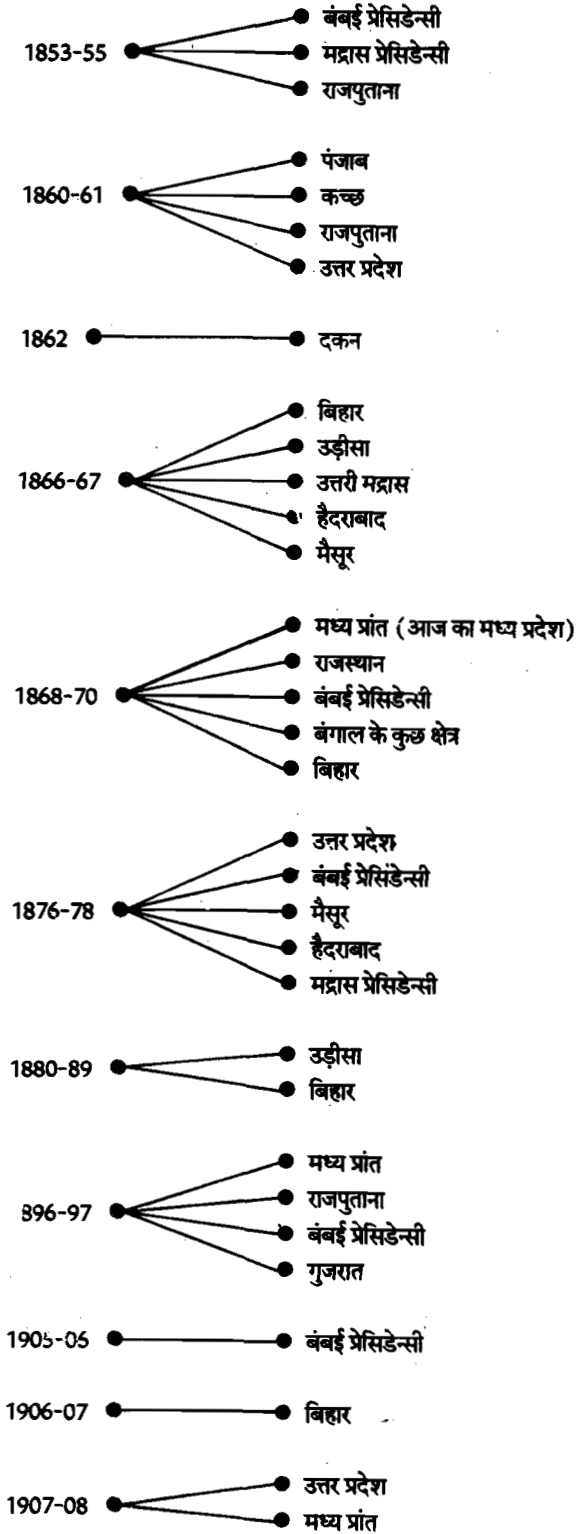 1853-55
बंबई प्रेसिडेन्सी
मद्रास प्रेसिडेन्सी
राजपुताना
1860-61
पंजाब
कच्छ
राजपुताना
उत्तर प्रदेश
1862
दकन
1866-67
बिहार
उड़ीसा
उत्तरी मद्रास
हैदराबाद
मैसूर
1868-70
मध्य प्रांत (आज का मध्य प्रदेश)
राजस्थान
बंबई प्रेसिडेन्सी
बंगाल के कुछ क्षेत्र
बिहार
1876-78
उत्तर प्रदेश
बंबई प्रेसिडेन्सी
मैसूर
हैदराबाद
मद्रास प्रेसिडेन्सी
1880-89
उड़ीसा
बिहार
896-97
मध्य प्रांत
राजपुताना
बंबई प्रेसिडेन्सी
गुजरात
1905-06
बंबई प्रेसिडेन्सी
1906-07
बिहार
1907-08
उत्तर प्रदेश
मध्य प्रांत